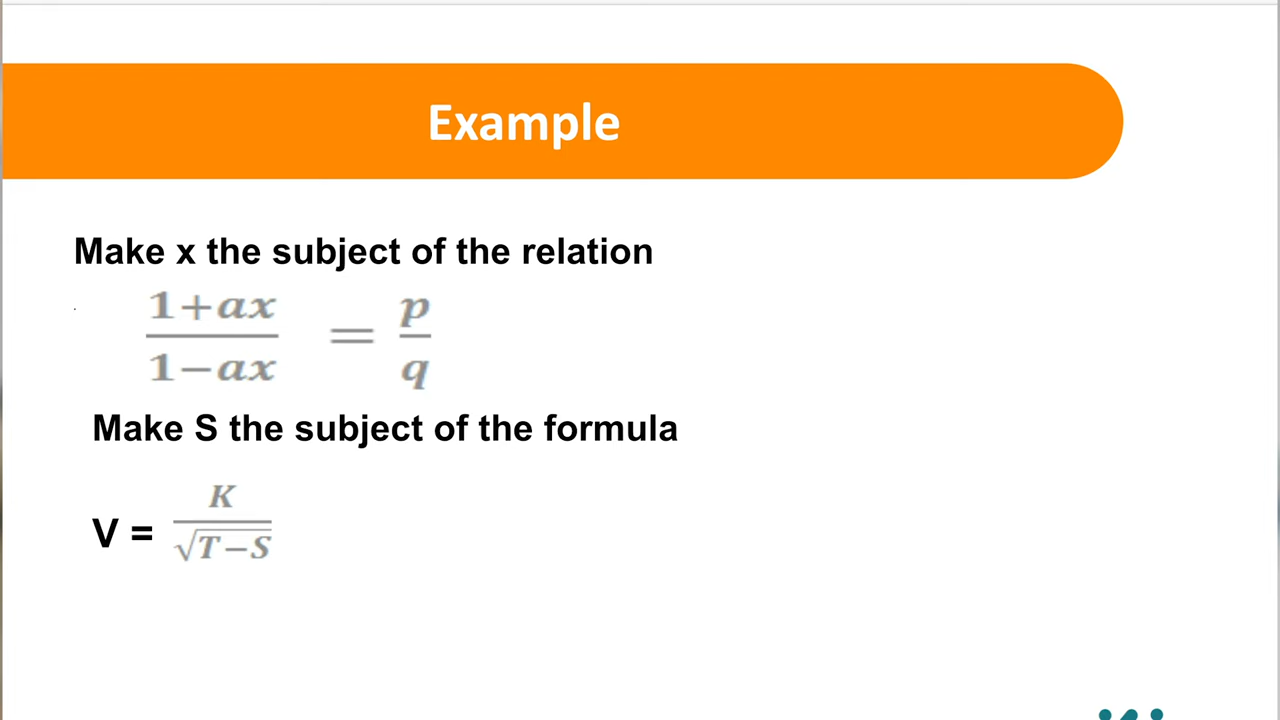 Example
Make x the subject of the relation
1+ax / 1−ax = p / q
Make S the subject of the formula
V = K / √T−S